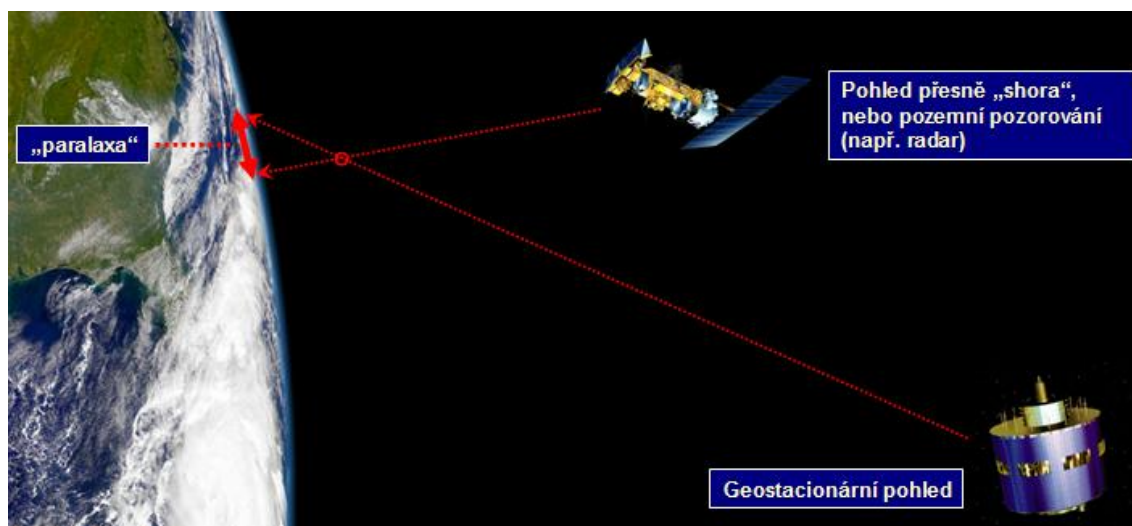 Pohled přesně „shora“,
nebo pozemní pozorování
(např. radar)
„paralaxa“
Geostacionární pohled